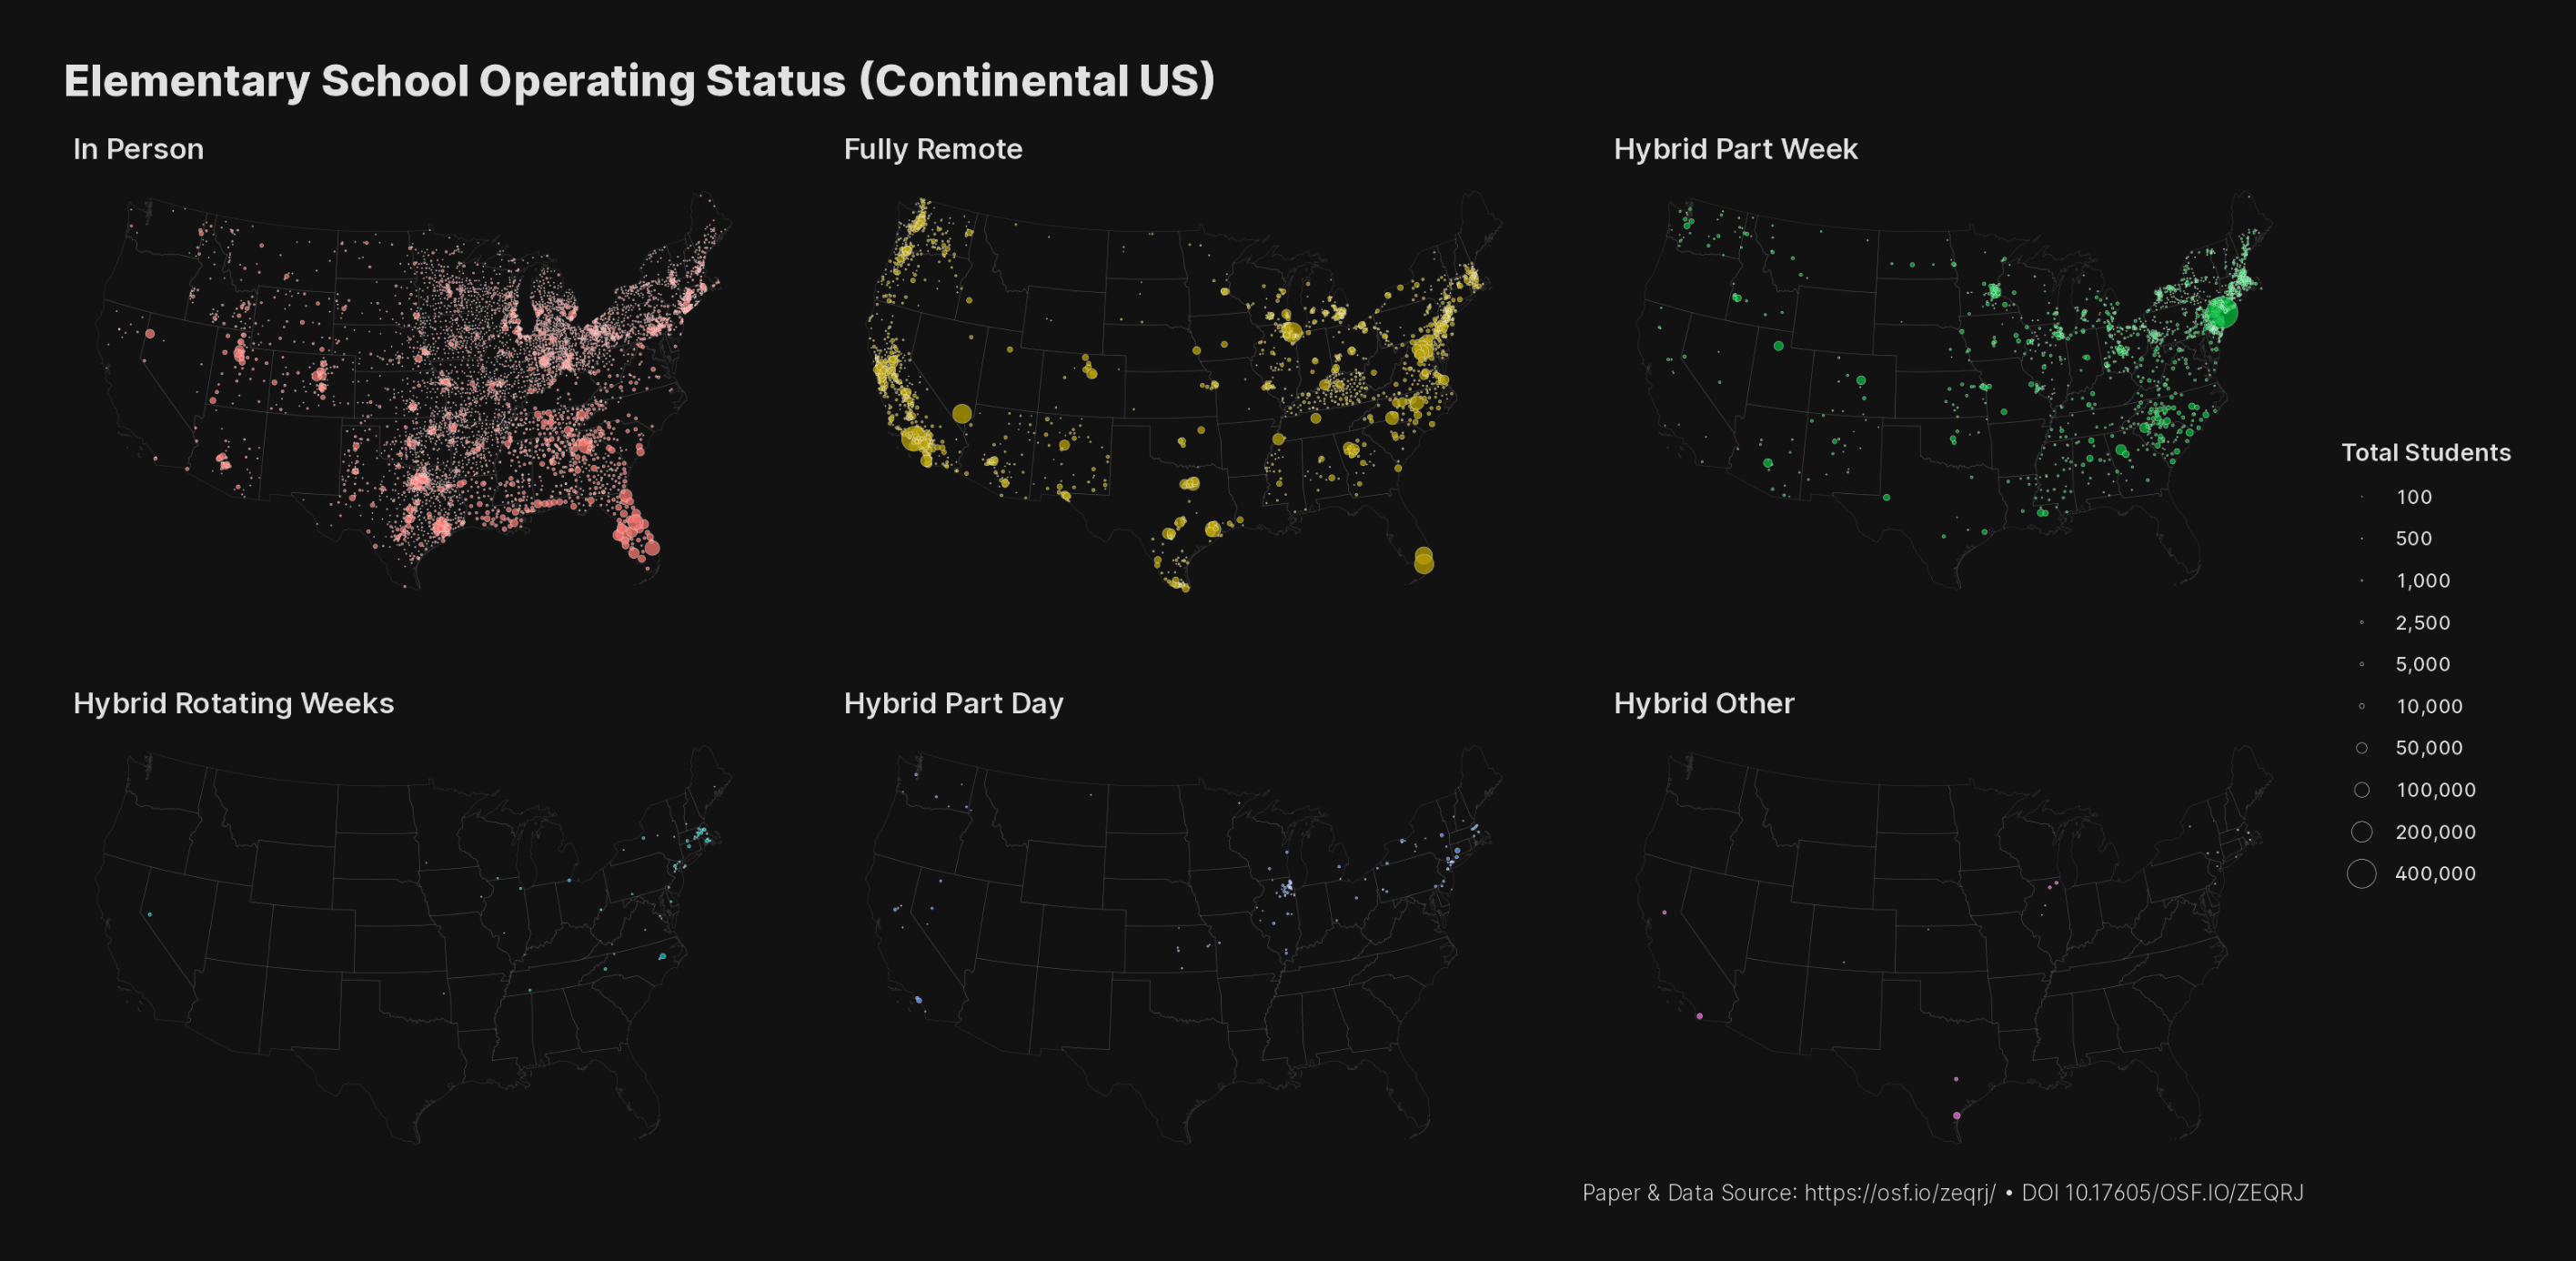 Elementary School Operating Status (Continental US)
In Person
Fully Remote
Hybrid Part Week
Hybrid Rotating Weeks
Hybrid Part Day
Hybrid Other
Total Students
100
500
1,000
2,500
5,000
10,000
50,000
100,000
200,000
400,000
Paper & Data Source: https://osf.io/zeqrj/ • DOI 10.17605/OSF.IO/ZEQRJ